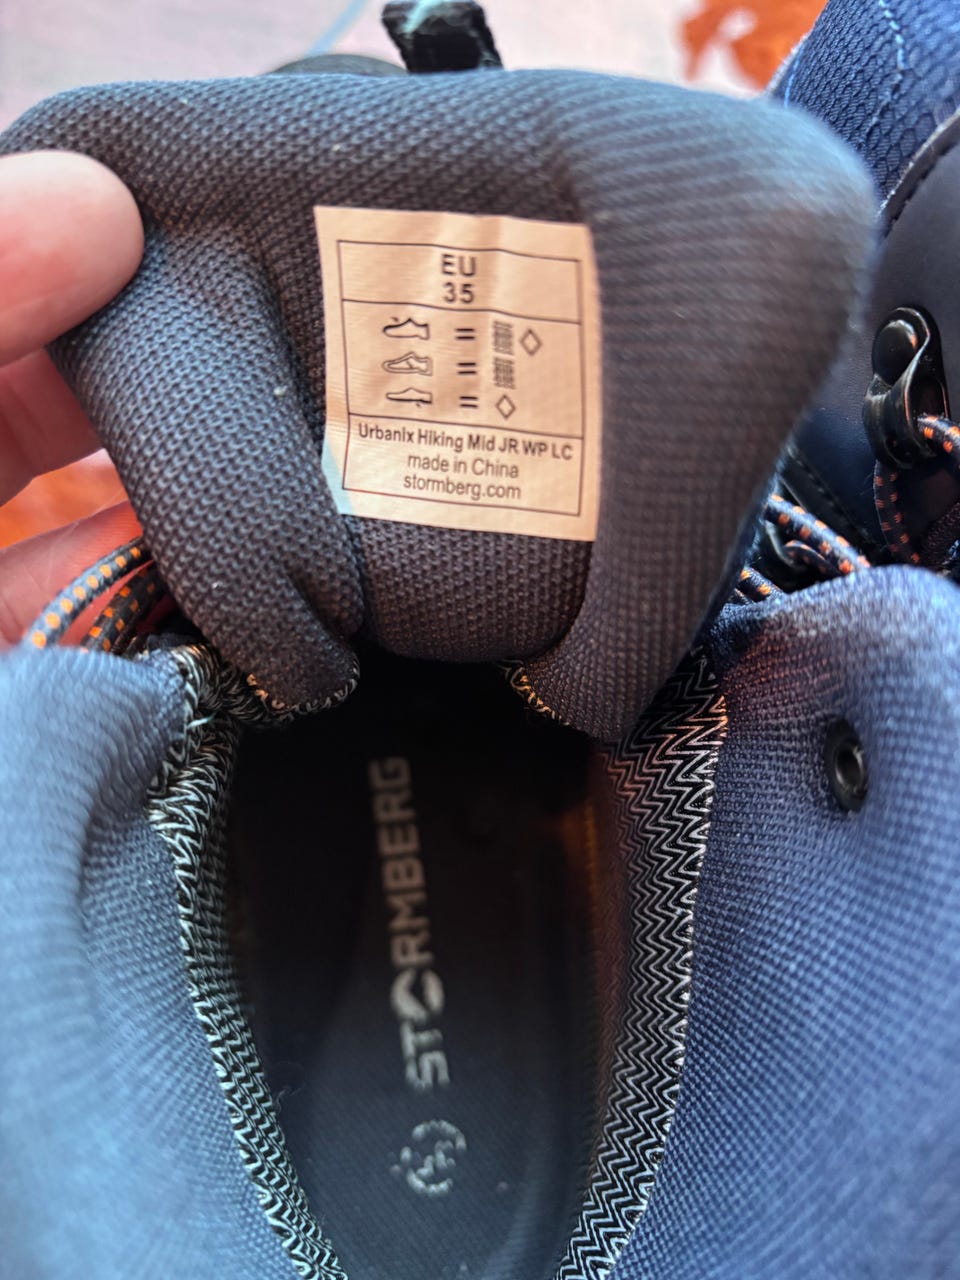 EU
35
=
=
=
Urbanix Hiking Mid JR WP LC
made in China
stormberg.com
STORMBERG